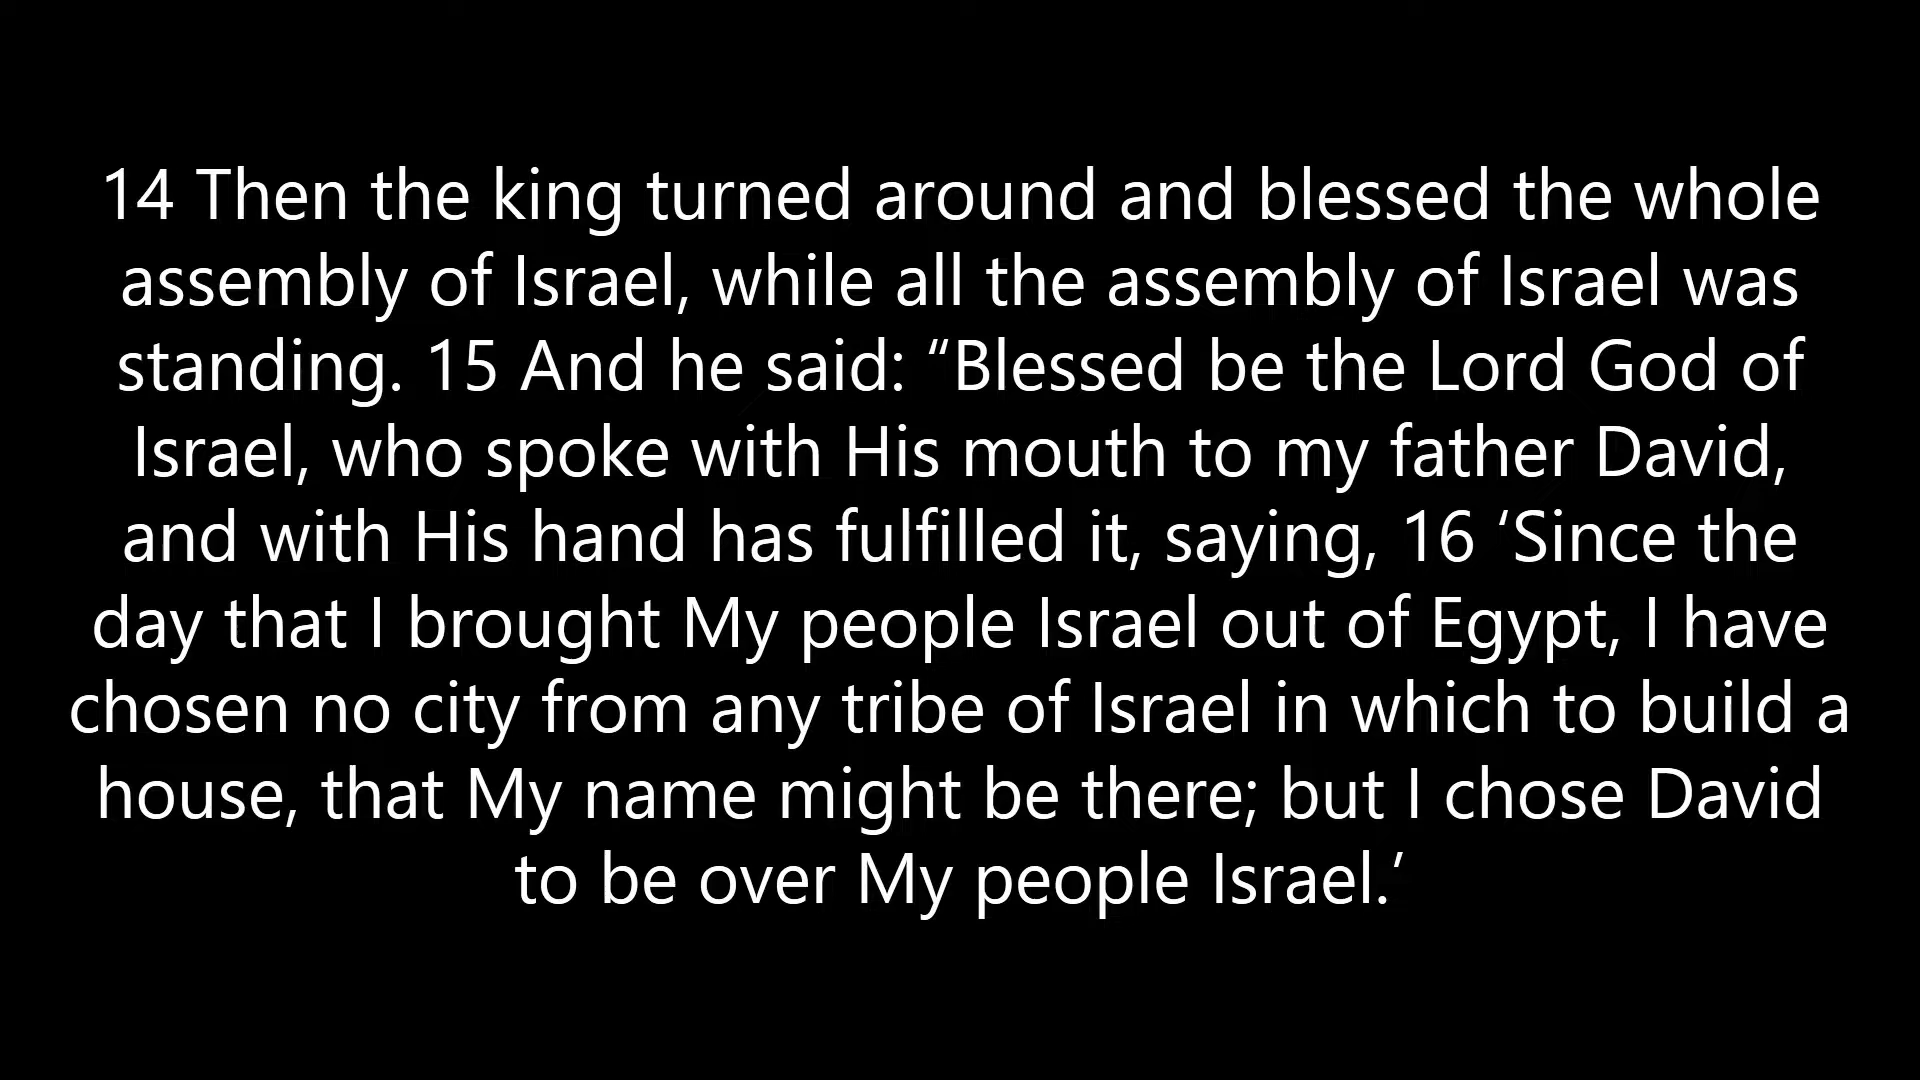 14 Then the king turned around and blessed the whole
assembly of Israel, while all the assembly of Israel was
standing. 15 And he said: “Blessed be the Lord God of
Israel, who spoke with His mouth to my father David,
and with His hand has fulfilled it, saying, 16 ‘Since the
day that I brought My people Israel out of Egypt, I have
chosen no city from any tribe of Israel in which to build a
house, that My name might be there; but I chose David
to be over My people Israel.’